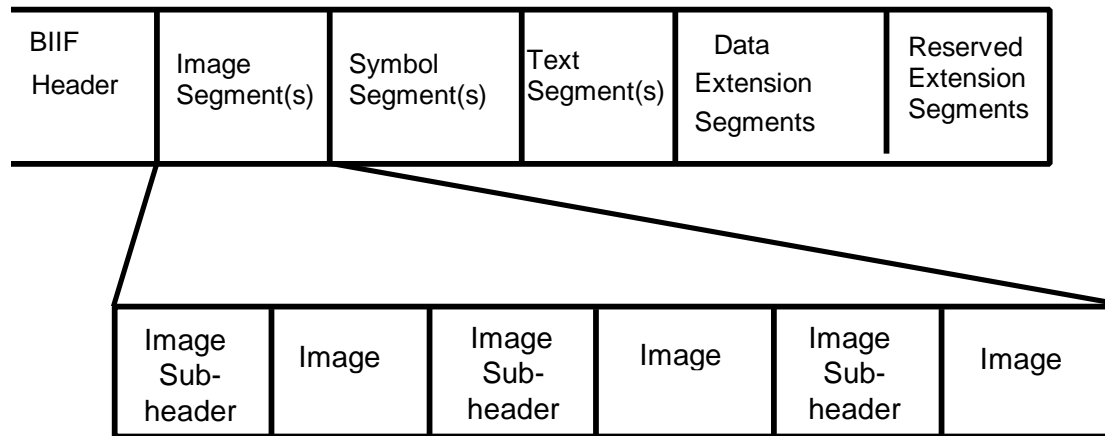 BIIF
Header
Image
Segment(s)
Symbol
Segment(s)
Text
Segment(s)
Data
Extension
Segments
Reserved
Extension
Segments
Image
Sub-
header
Image
Image
Sub-
header
Image
Image
Sub-
header
Image